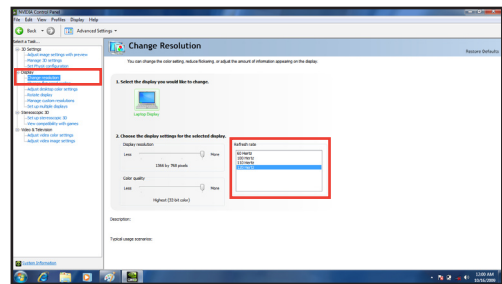 NVIDIA Control Panel
File Edit View Profiles Display Help
Back
Advanced Settings
Select a Task...
3D Settings
Adjust image settings with preview
Manage 3D settings
Set PhysX configuration
Display
Change resolution
Adjust desktop color settings
Rotate display
Manage custom resolutions
Set up multiple displays
Stereoscopic 3D
Set up stereoscopic 3D
View compatibility with games
Video & Television
Adjust video color settings
Adjust video image settings
System Information
Change Resolution
Restore Defaults
You can change the color setting, reduce flickering, or adjust the amount of information appearing on the display.
1. Select the display you would like to change.
Laptop Display
2. Choose the display settings for the selected display.
Display resolution
Less
More
1366 by 768 pixels
Color quality
Less
More
Highest (32 bit color)
Refresh rate
60 Hertz
100 Hertz
110 Hertz
120 Hertz
Description:
Typical usage scenarios:
12:00 AM
10/16/2009